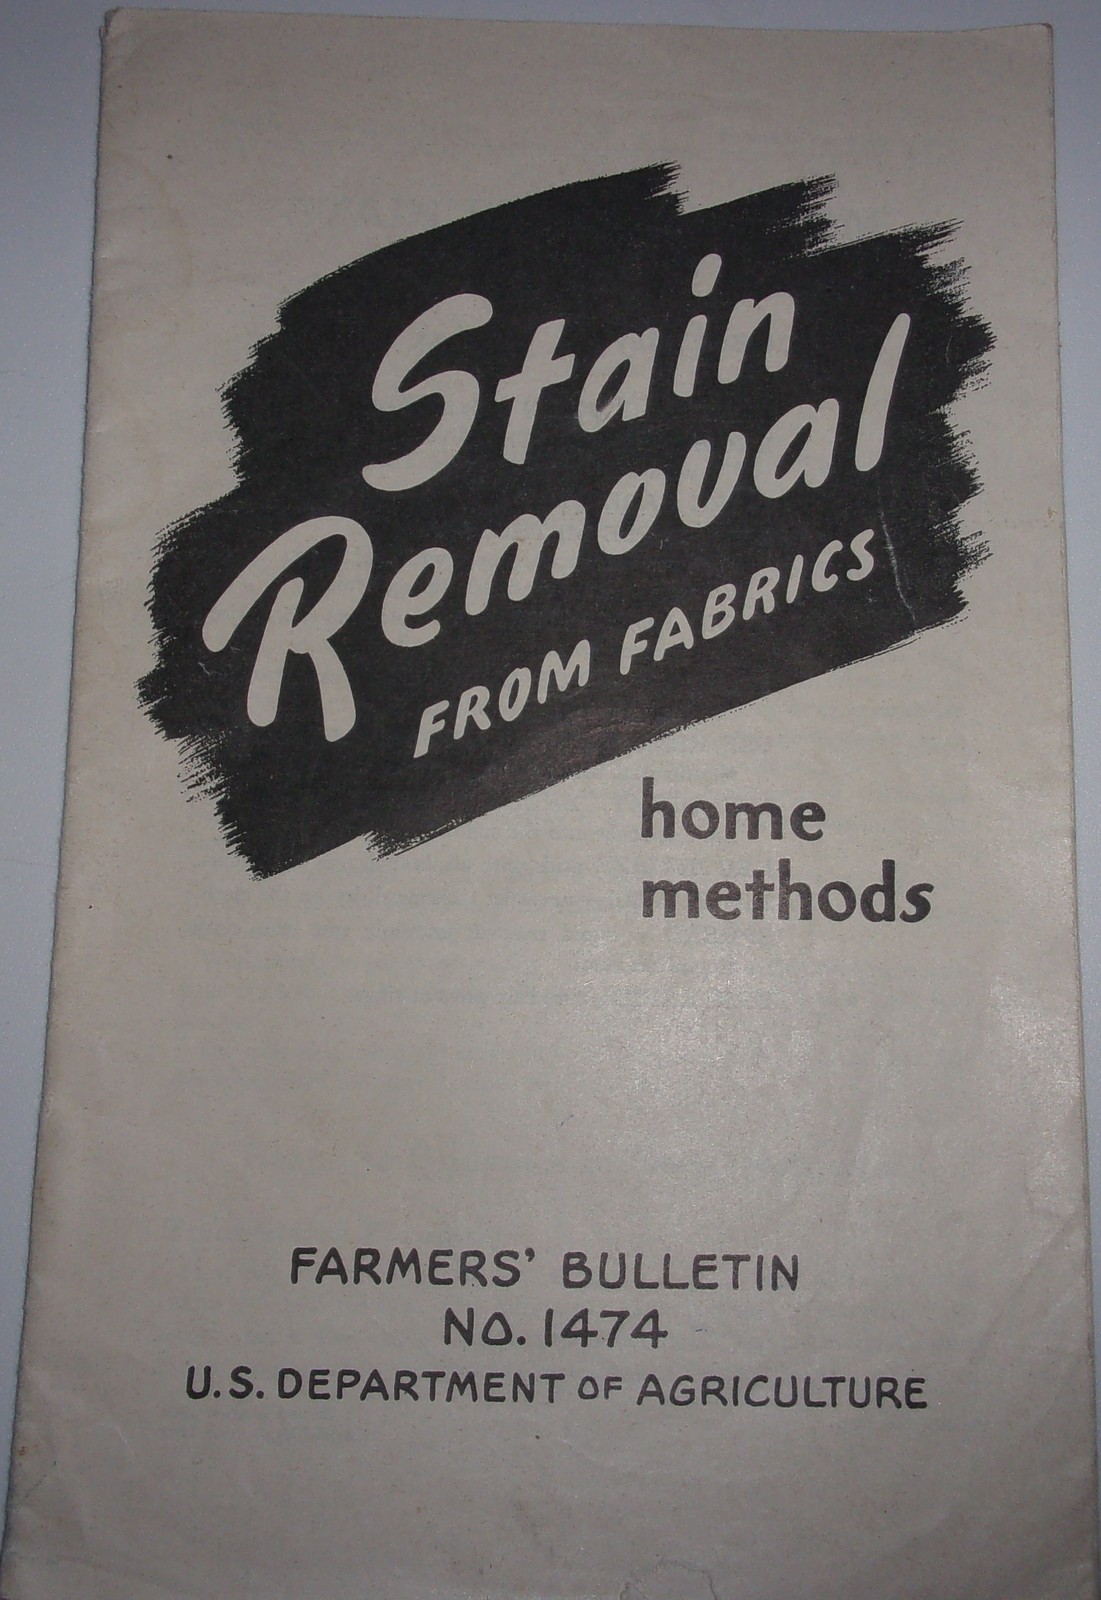 Stain
Removal
FROM FABRICS
home
methods
FARMERS' BULLETIN
NO. 1474
U.S. DEPARTMENT OF AGRICULTURE